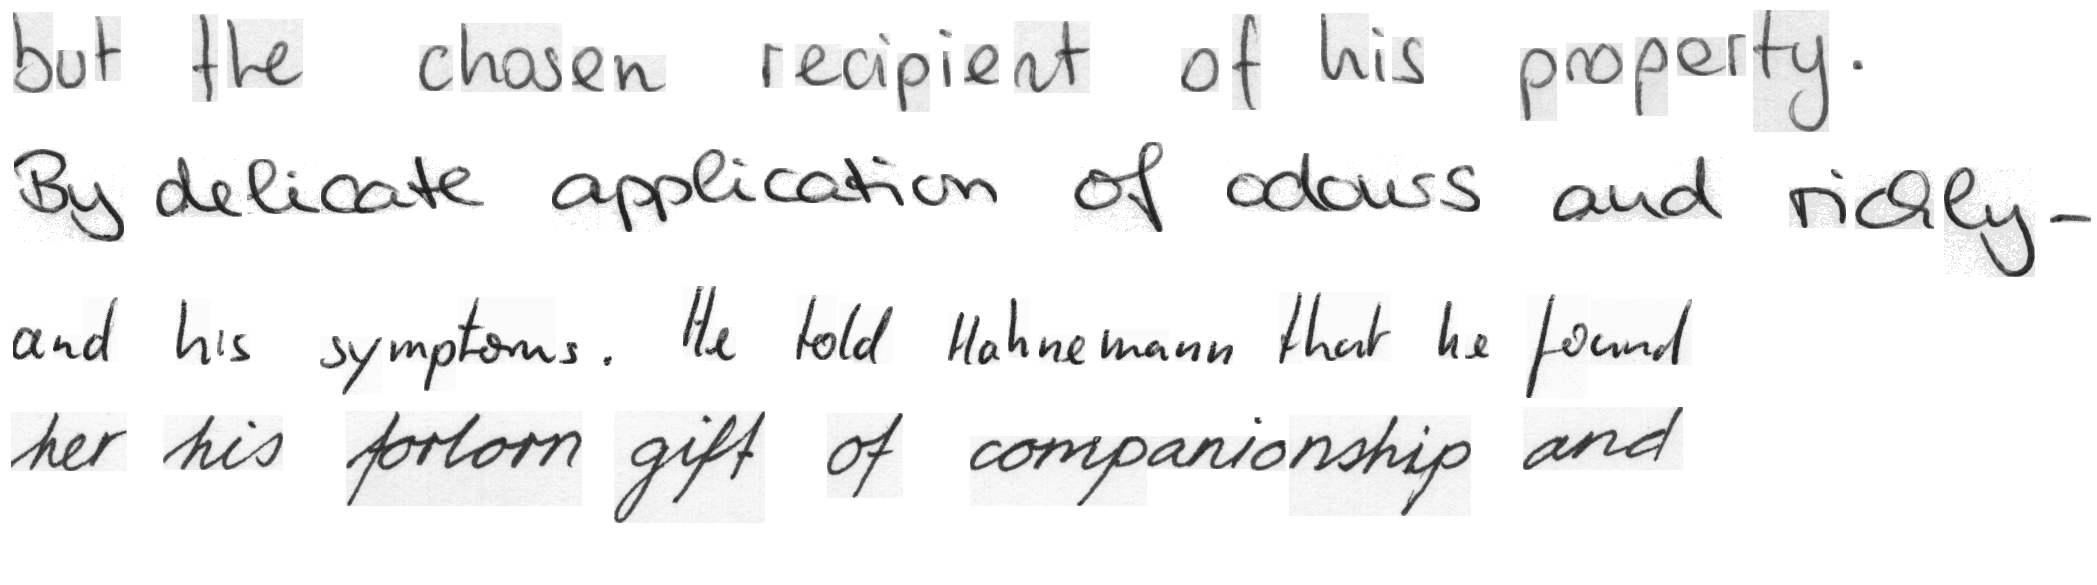 but the chosen recipient of his property.
By delicate application of odours and richly-
and his symptoms. He told Hahnemann that he found
her his forlorn gift of companionship and